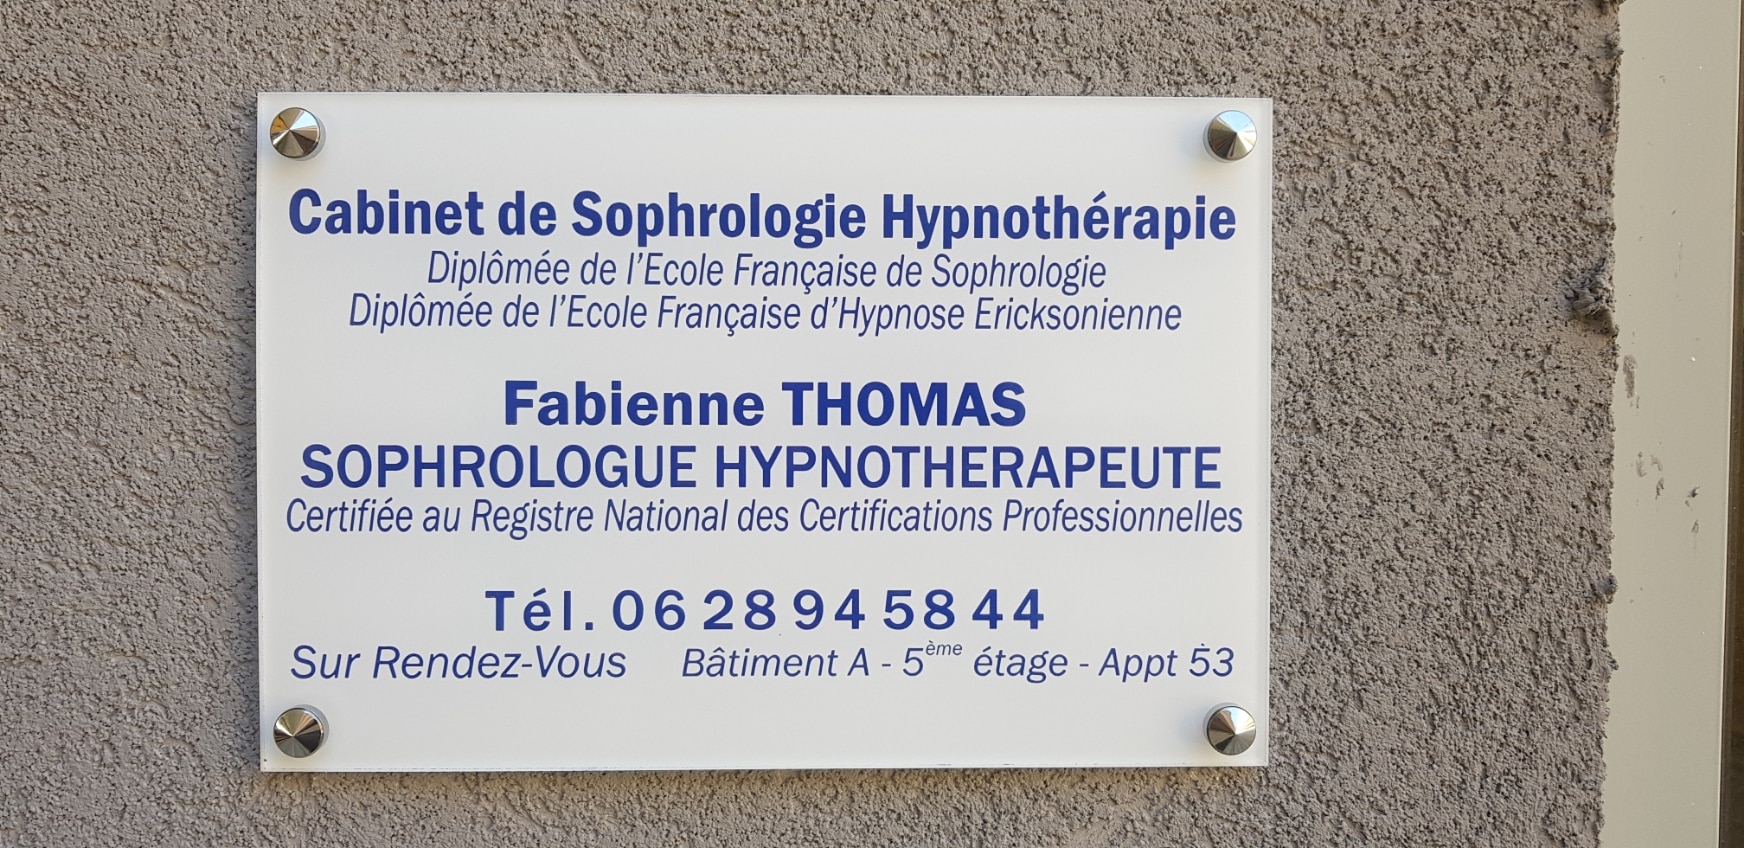 Cabinet de Sophrologie Hypnothérapie
Diplômée de l'Ecole Française de Sophrologie
Diplômée de l'Ecole Française d'Hypnose Ericksonienne
Fabienne THOMAS
SOPHROLOGUE HYPNOTHERAPEUTE
Certifiée au Registre National des Certifications Professionnelles
Tél. 06 28 94 58 44
Sur Rendez-Vous Bâtiment A - 5ème étage - Appt 53